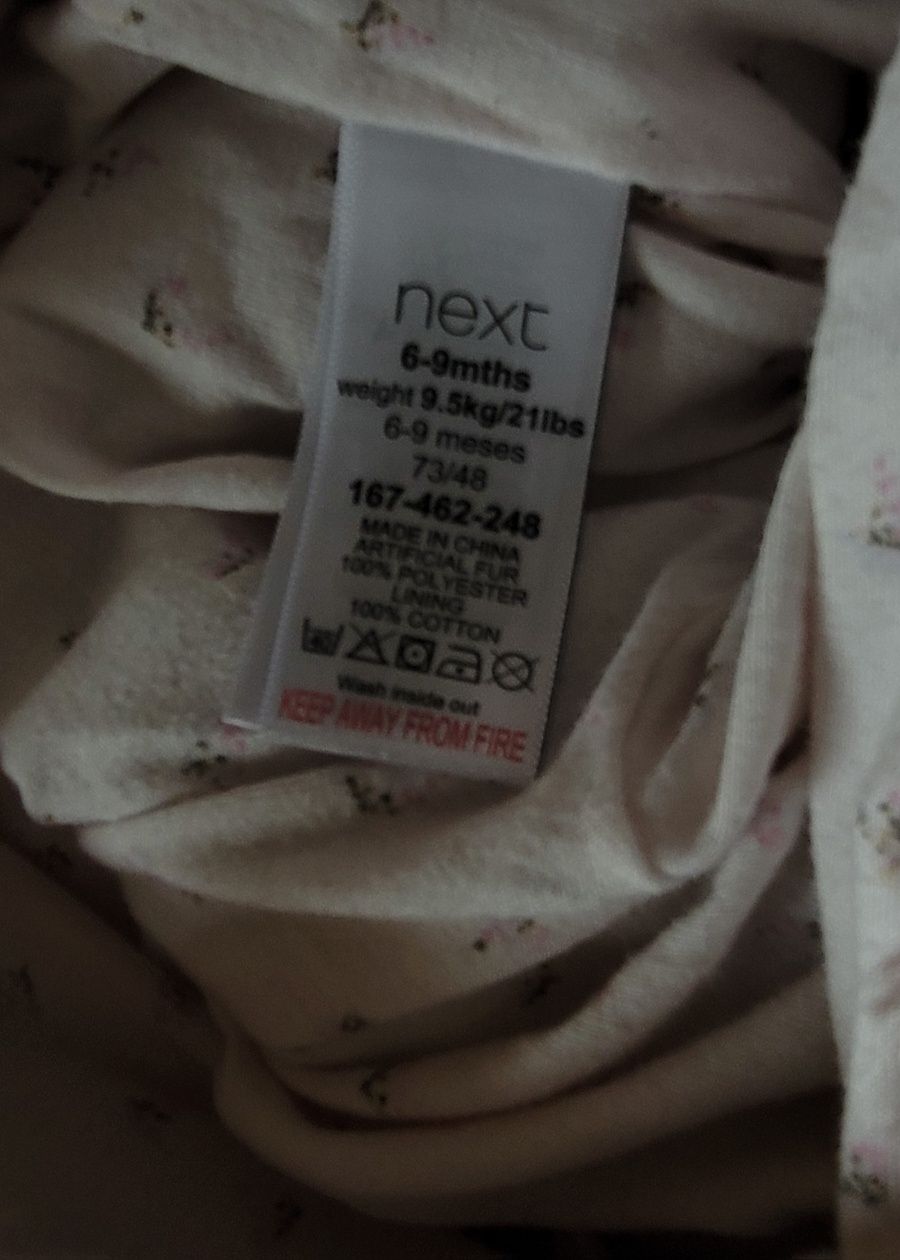 next
6-9mths
weight 9.5kg/21lbs
6-9 meses
73/48
167-462-248
MADE IN CHINA
ARTIFICIAL FUR
100% POLYESTER
LINING
100% COTTON
Wash inside out
KEEP AWAY FROM FIRE